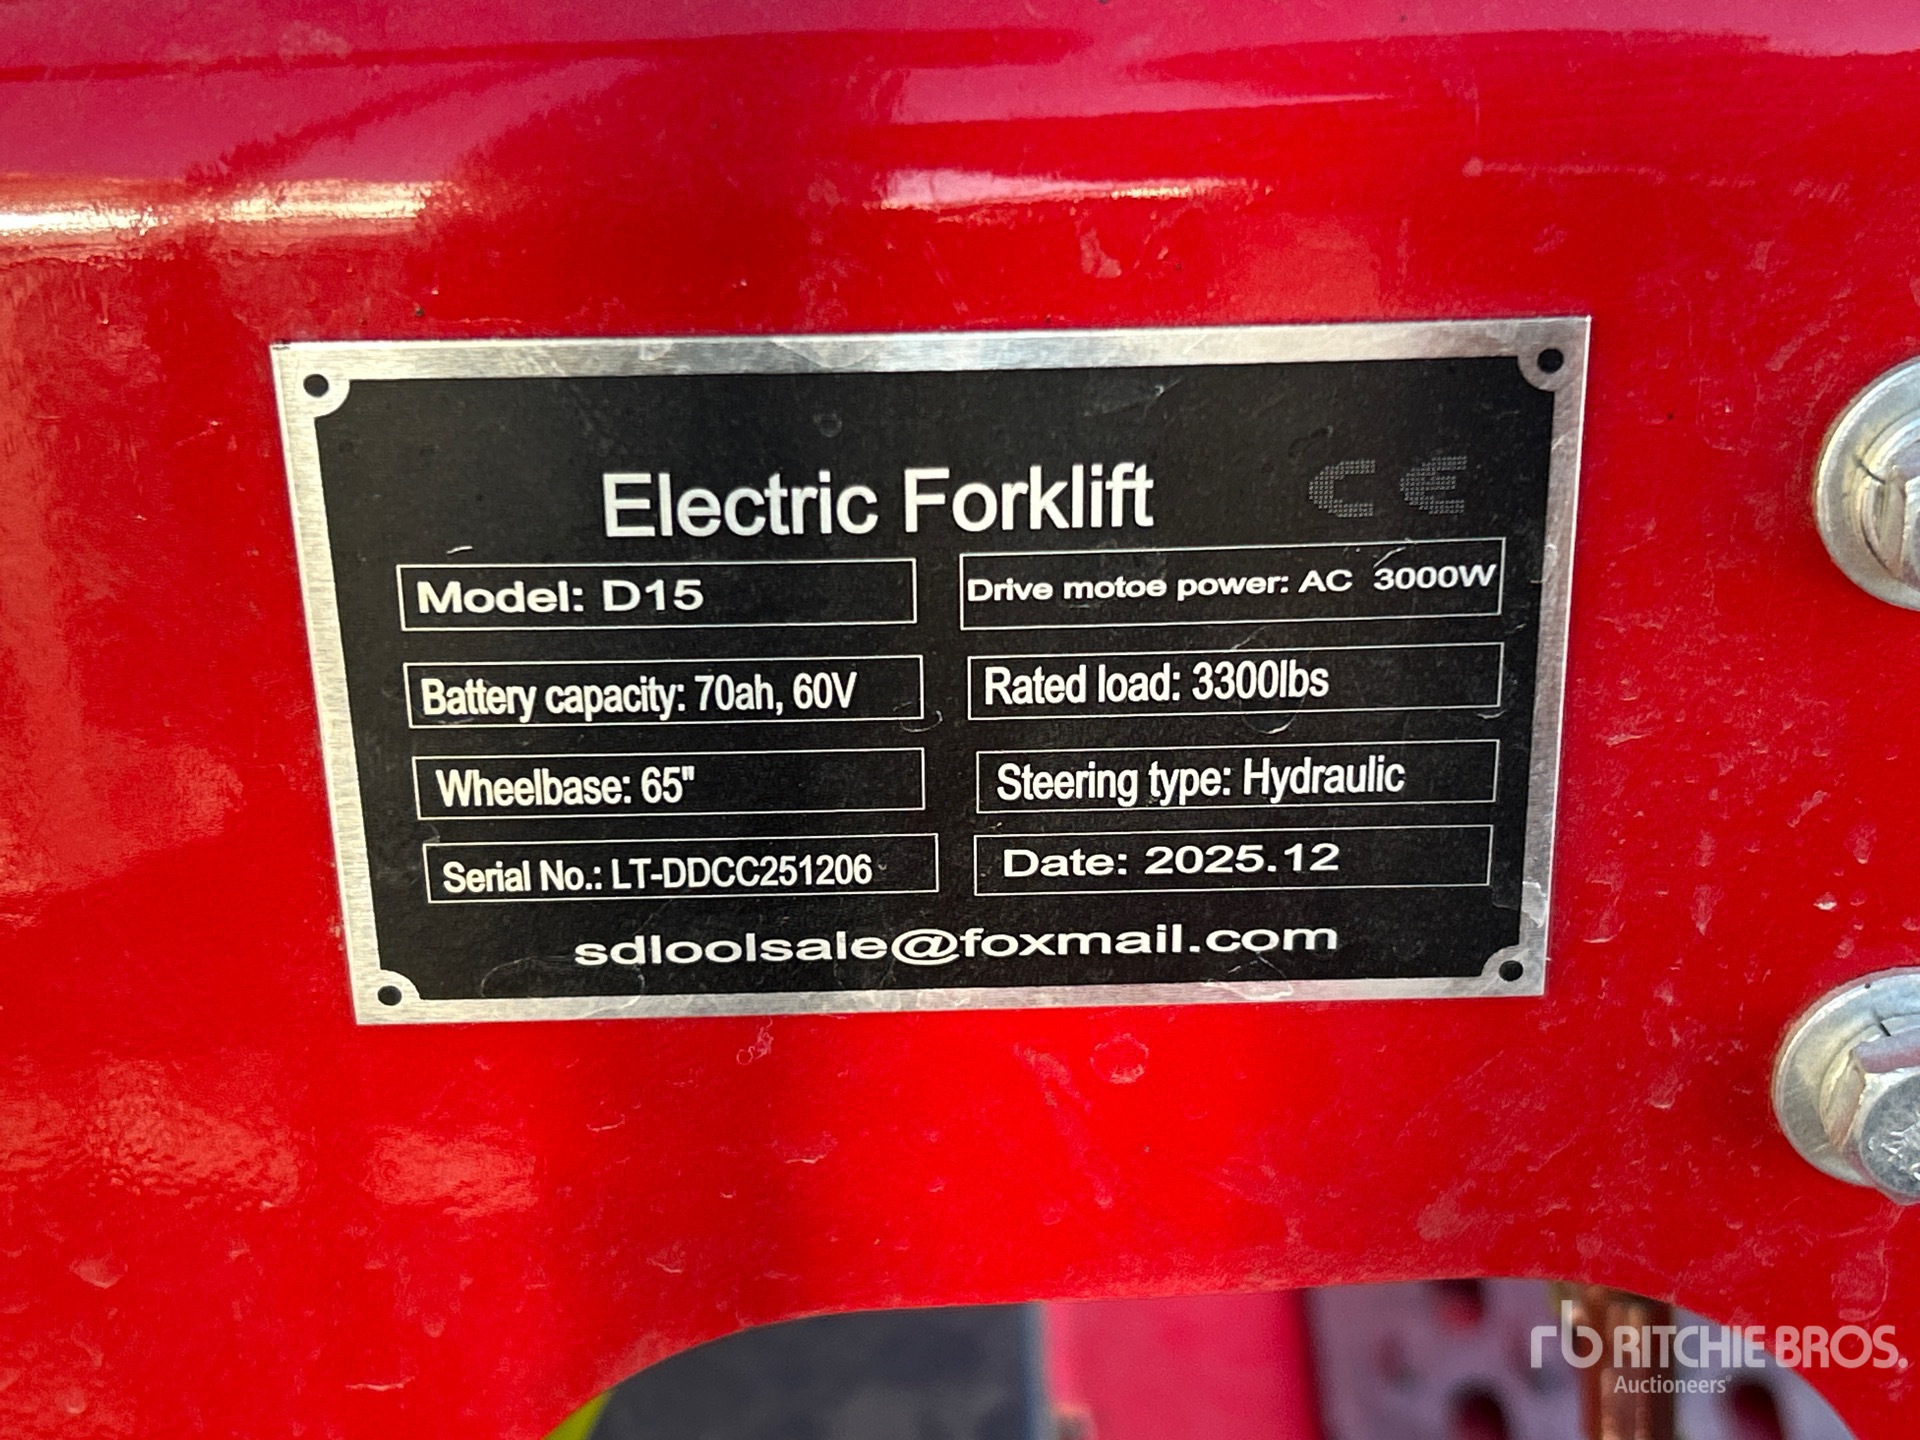 Electric Forklift CE
Model: D15
Drive motoe power: AC 3000W
Battery capacity: 70ah, 60V
Rated load: 3300lbs
Wheelbase: 65"
Steering type: Hydraulic
Serial No.: LT-DDCC251206
Date: 2025.12
sdloolsale@foxmail.com
rb RITCHIE BROS.
Auctioneers